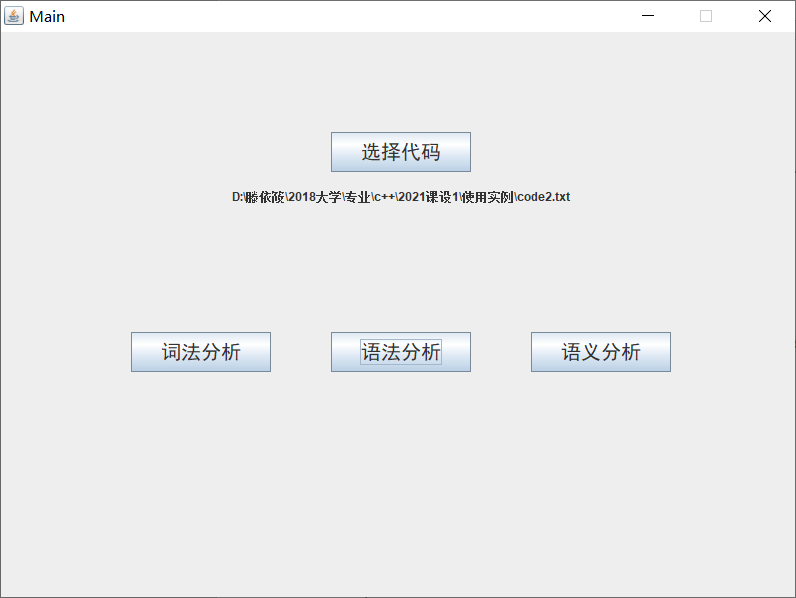 Main
选择代码
D:\滕依筱\2018大学\专业\c++\2021课设1\使用实例\code2.txt
词法分析 语法分析 语义分析